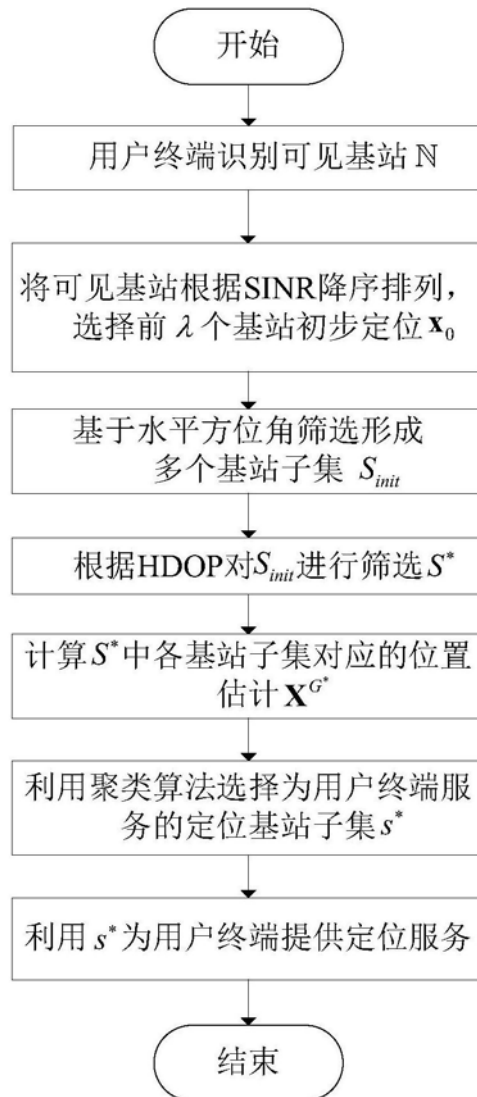 开始
用户终端识别可见基站 ℕ
将可见基站根据SINR降序排列，
选择前 λ 个基站初步定位 𝐱₀
基于水平方位角筛选形成
多个基站子集 S_{init}
根据HDOP对S_{init}进行筛选 S^*
计算 S^*中各基站子集对应的位置
估计 𝐗^{G^*}
利用聚类算法选择为用户终端服
务的定位基站子集 s^*
利用 s^* 为用户终端提供定位服务
结束